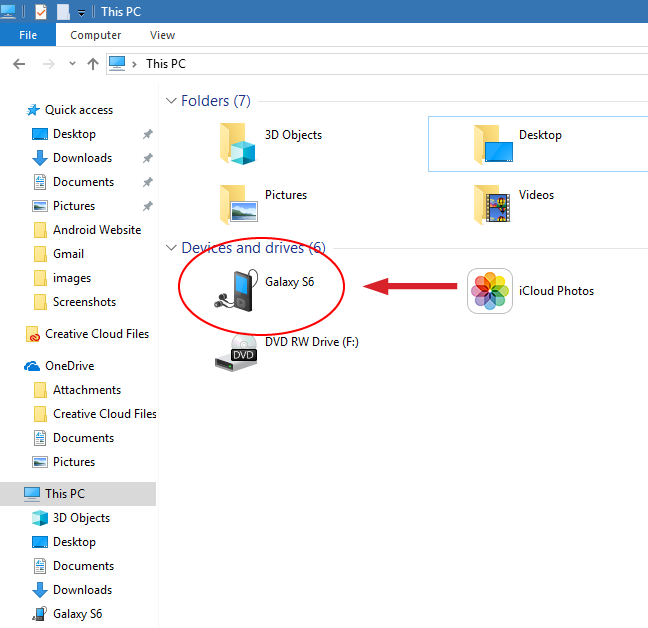 This PC
File Computer View
This PC
Quick access
Desktop
Downloads
Documents
Pictures
Android Website
Gmail
images
Screenshots
Creative Cloud Files
OneDrive
Attachments
Creative Cloud Files
Documents
Pictures
This PC
3D Objects
Desktop
Documents
Downloads
Galaxy S6
Folders (7)
3D Objects
Desktop
Pictures
Videos
Devices and drives (6)
Galaxy S6
iCloud Photos
DVD RW Drive (F:)
DVD